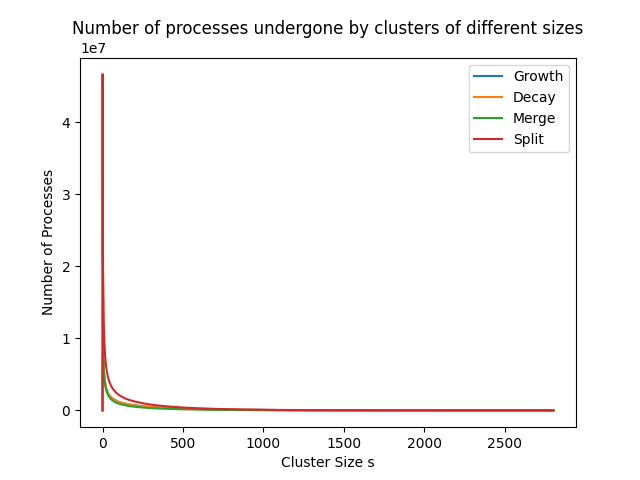 Number of processes undergone by clusters of different sizes
1e7
Growth
Decay
Merge
Split
4
3
2
1
0
Number of Processes
0 500 1000 1500 2000 2500
Cluster Size s